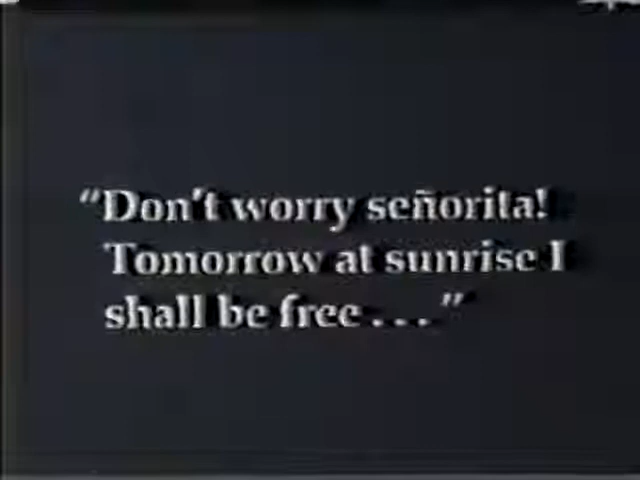 “Don't worry señorita!
Tomorrow at sunrise I
shall be free . . . ”